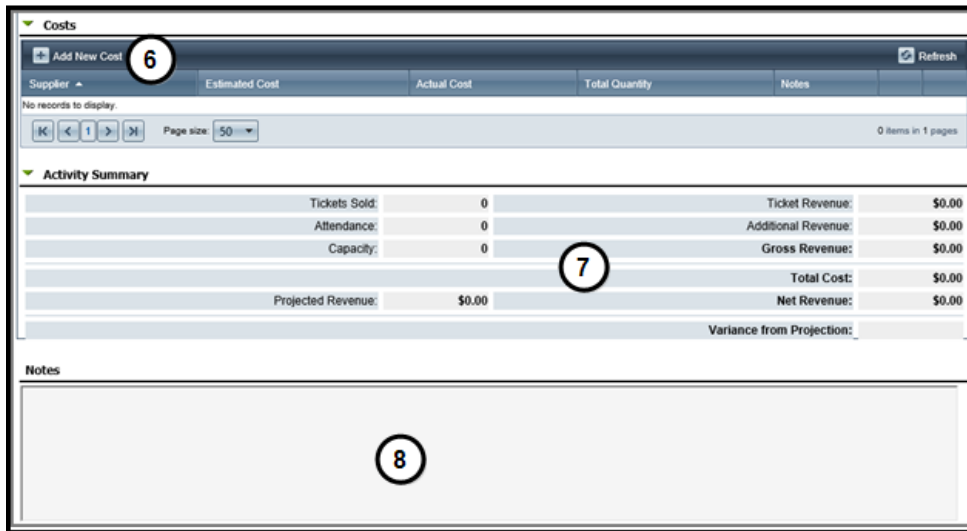 Costs
Add New Cost 6 Refresh
Supplier Estimated Cost Actual Cost Total Quantity Notes
No records to display.
1 Page size: 50 0 items in 1 pages
Activity Summary
Tickets Sold: 0 Ticket Revenue: $0.00
Attendance: 0 Additional Revenue: $0.00
Capacity: 0 Gross Revenue: $0.00
7
Total Cost: $0.00
Projected Revenue: $0.00 Net Revenue: $0.00
Variance from Projection:
Notes
8